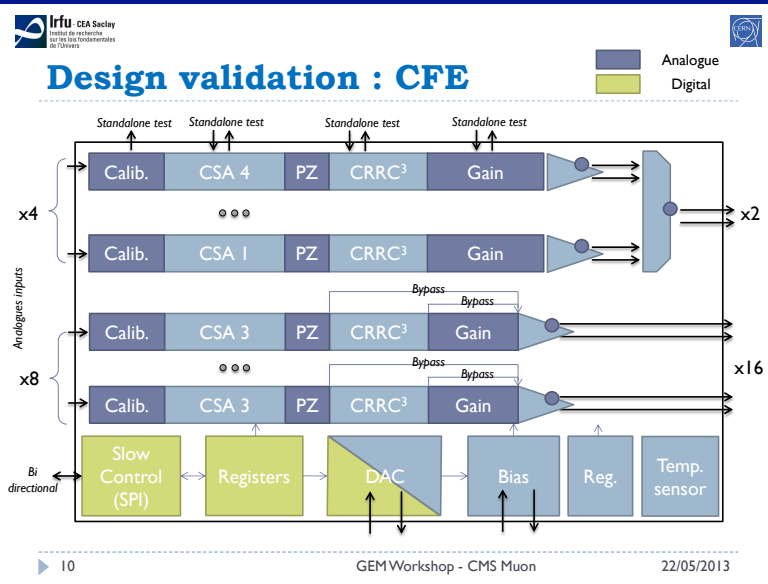 Irfu - CEA Saclay
Institut de recherche
sur les lois fondamentales
de l'Univers
CERN
Design validation : CFE
Analogue
Digital
Standalone test Standalone test Standalone test Standalone test
Calib. CSA 4 PZ CRRC³ Gain
x4
x2
Calib. CSA 1 PZ CRRC³ Gain
Analogues inputs
Bypass
Bypass
Calib. CSA 3 PZ CRRC³ Gain
x8
x16
Bypass
Bypass
Calib. CSA 3 PZ CRRC³ Gain
Bi
directional
Slow
Control
(SPI)
Registers
DAC
Bias
Reg.
Temp.
sensor
10 GEM Workshop - CMS Muon 22/05/2013